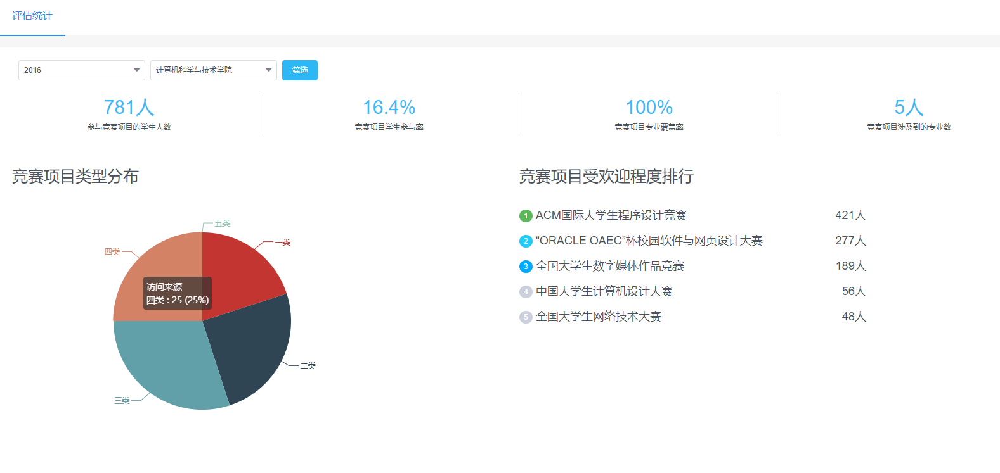 评估统计
2016
计算机科学与技术学院
筛选
781人
参与竞赛项目的学生人数
16.4%
竞赛项目学生参与率
100%
竞赛项目专业覆盖率
5人
竞赛项目涉及到的专业数
竞赛项目类型分布
五类
一类
四类
访问来源
四类 : 25 (25%)
二类
三类
竞赛项目受欢迎程度排行
1 ACM国际大学生程序设计竞赛 421人
2 “ORACLE OAEC”杯校园软件与网页设计大赛 277人
3 全国大学生数字媒体作品竞赛 189人
4 中国大学生计算机设计大赛 56人
5 全国大学生网络技术大赛 48人